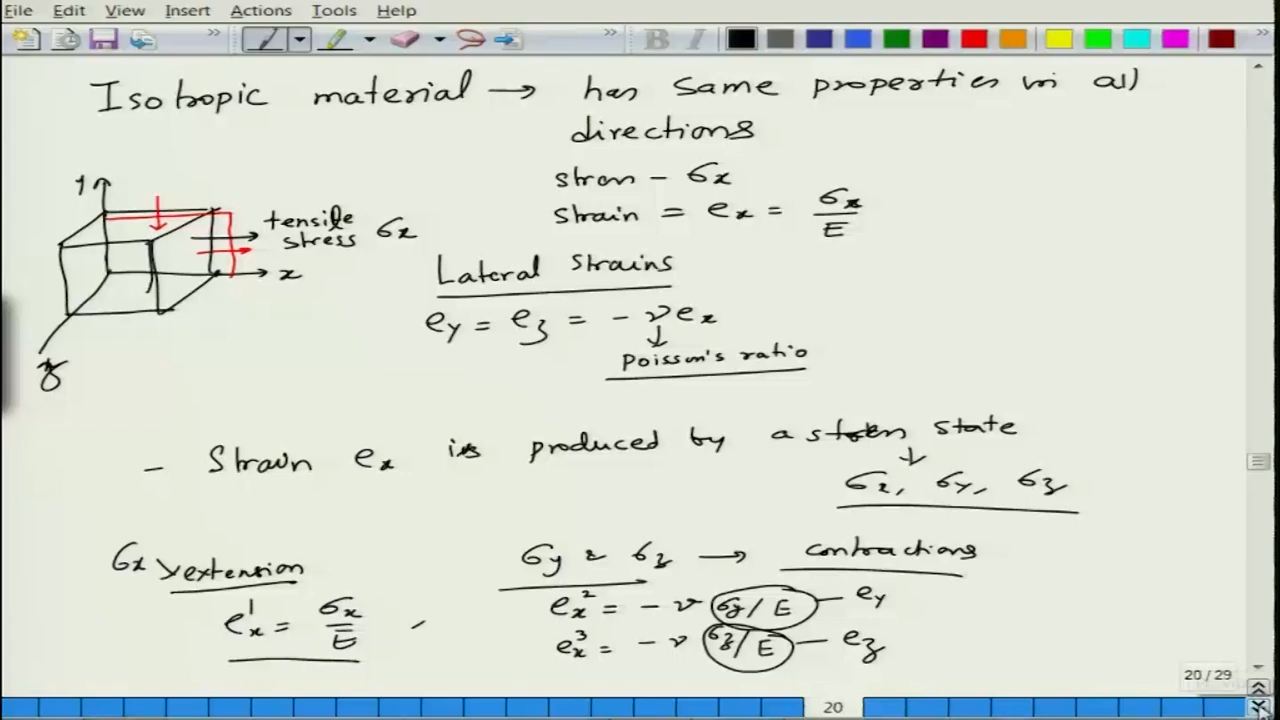 File Edit View Insert Actions Tools Help
Isotropic material → has same properties in all
directions
stress - σx
strain = ex = σx/E
y
tensile
stress σx
x
z
Lateral strains
ey = ez = - νex
Poisson's ratio
- Strain ex is produced by a stress state
σx, σy, σz
σx → extension
σy & σz → contractions
e¹x = σx/E,
ex² = - ν σy/E - ey
ex³ = - ν σz/E - ez
20 / 29
20